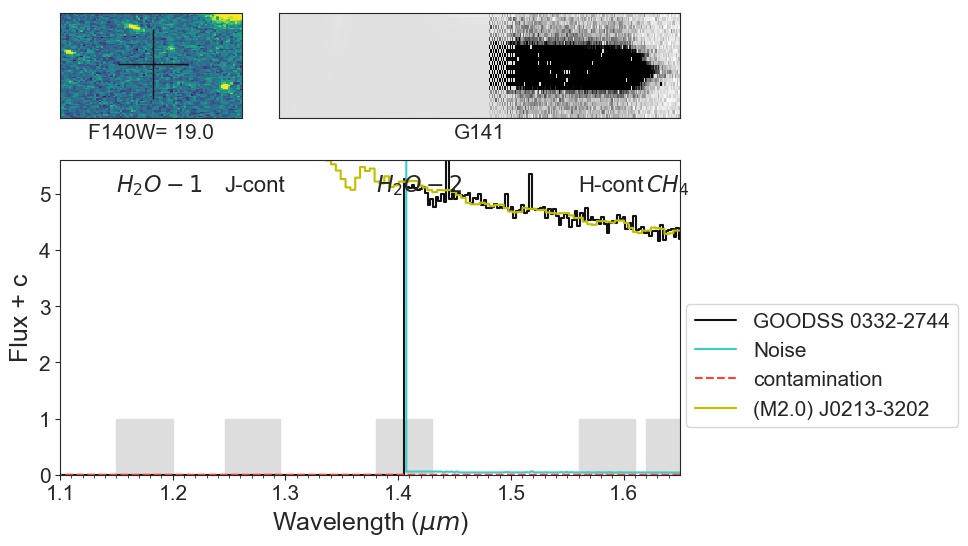 F140W= 19.0
G141
H₂O − 1
J-cont
H₂O − 2
H-cont
CH₄
5
4
3
2
1
0
Flux + c
1.1
1.2
1.3
1.4
1.5
1.6
Wavelength (μm)
GOODSS 0332-2744
Noise
contamination
(M2.0) J0213-3202